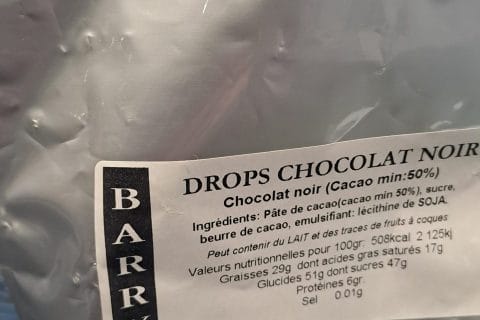 DROPS CHOCOLAT NOIR
Chocolat noir (Cacao min:50%)
Ingrédients: Pâte de cacao(cacao min 50%), sucre,
beurre de cacao, emulsifiant: lécithine de SOJA.
Peut contenir du LAIT et des traces de fruits à coques
Valeurs nutritionnelles pour 100gr: 508kcal 2 125kj
Graisses 29g dont acides gras saturés 17g
Glucides 51g dont sucres 47g
Protéines 6gr.
Sel 0.01g
BARRY